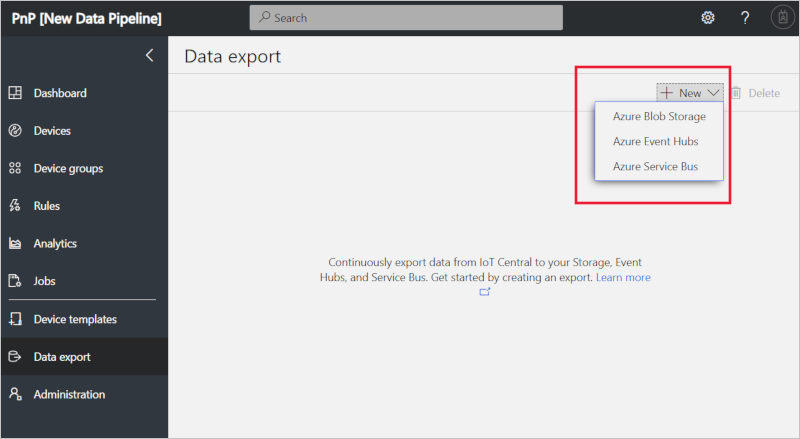 PnP [New Data Pipeline]
Search
?
Data export
New
Delete
Azure Blob Storage
Azure Event Hubs
Azure Service Bus
Dashboard
Devices
Device groups
Rules
Analytics
Jobs
Device templates
Data export
Administration
Continuously export data from IoT Central to your Storage, Event
Hubs, and Service Bus. Get started by creating an export. Learn more